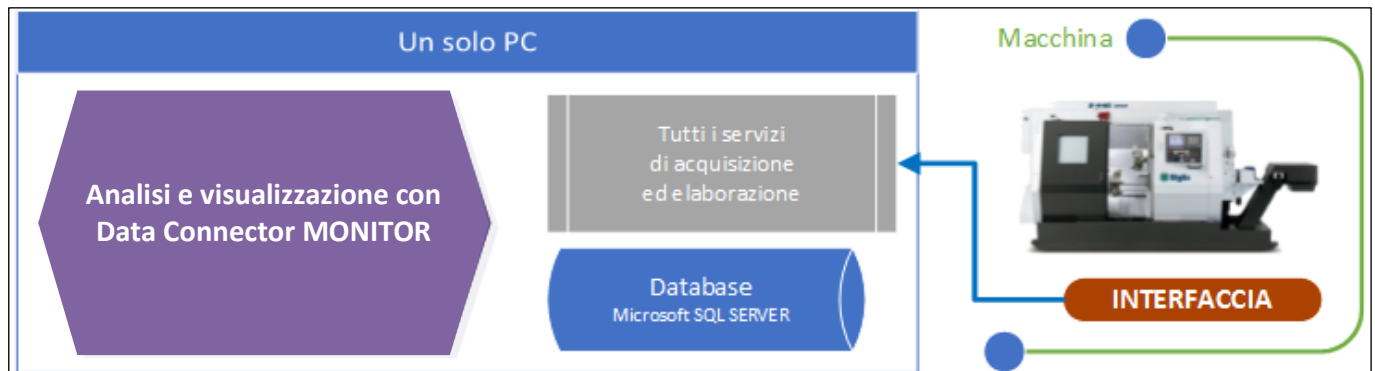 Un solo PC
Macchina
Analisi e visualizzazione con
Data Connector MONITOR
Tutti i servizi
di acquisizione
ed elaborazione
Database
Microsoft SQL SERVER
Biglia
INTERFACCIA